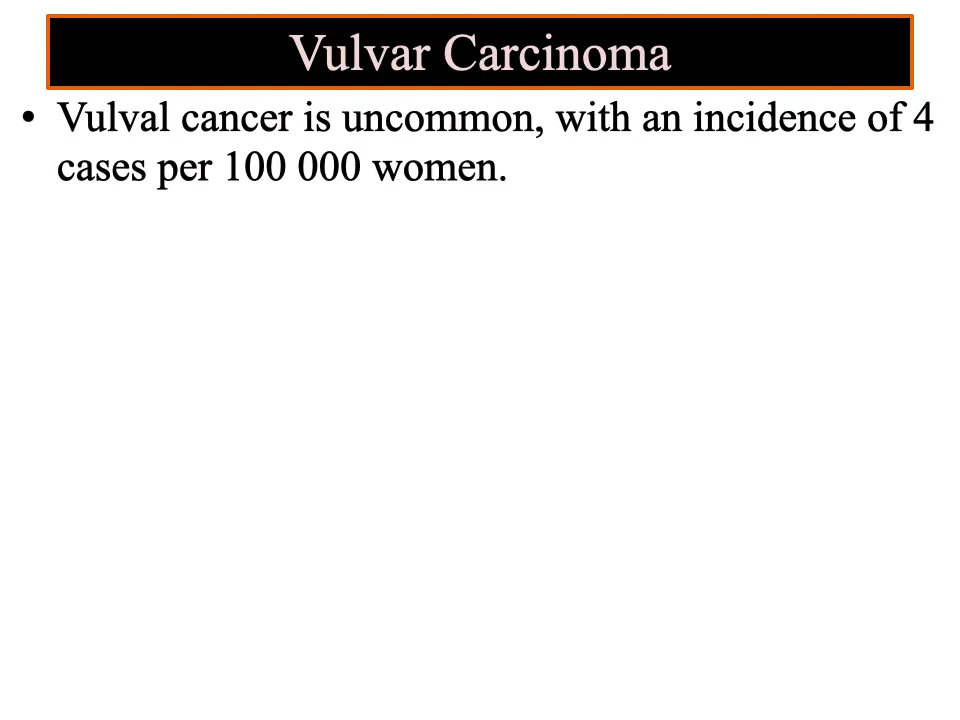 Vulvar Carcinoma
• Vulval cancer is uncommon, with an incidence of 4
cases per 100 000 women.